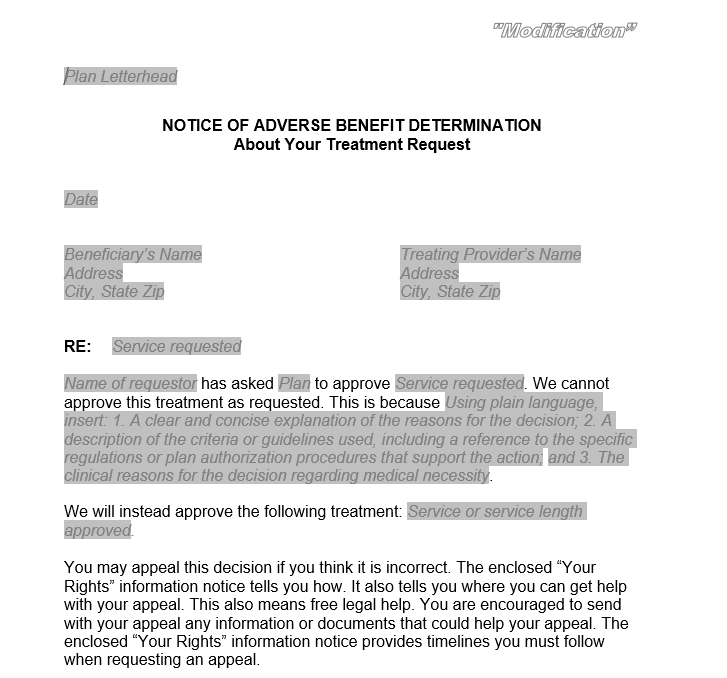 "Modification”
Plan Letterhead
NOTICE OF ADVERSE BENEFIT DETERMINATION
About Your Treatment Request
Date
Beneficiary’s Name
Treating Provider’s Name
Address
Address
City, State Zip
City, State Zip
RE: Service requested
Name of requestor has asked Plan to approve Service requested. We cannot
approve this treatment as requested. This is because Using plain language,
insert: 1. A clear and concise explanation of the reasons for the decision; 2. A
description of the criteria or guidelines used, including a reference to the specific
regulations or plan authorization procedures that support the action; and 3. The
clinical reasons for the decision regarding medical necessity.
We will instead approve the following treatment: Service or service length
approved.
You may appeal this decision if you think it is incorrect. The enclosed “Your
Rights” information notice tells you how. It also tells you where you can get help
with your appeal. This also means free legal help. You are encouraged to send
with your appeal any information or documents that could help your appeal. The
enclosed “Your Rights” information notice provides timelines you must follow
when requesting an appeal.